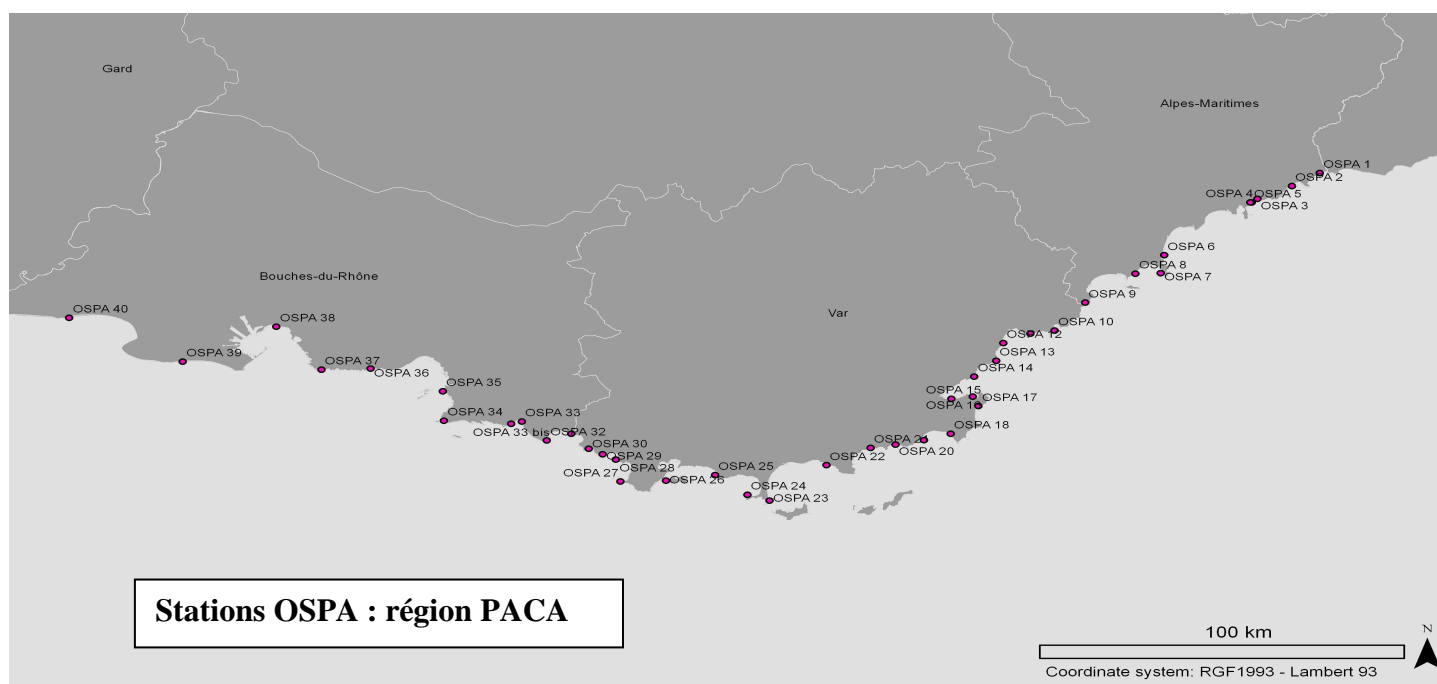 Gard
Alpes-Maritimes
OSPA 1
OSPA 2
OSPA 4
OSPA 5
OSPA 3
OSPA 6
OSPA 8
OSPA 7
Bouches-du-Rhône
OSPA 9
OSPA 40
Var
OSPA 38
OSPA 10
OSPA 12
OSPA 39
OSPA 13
OSPA 37
OSPA 36
OSPA 14
OSPA 35
OSPA 15
OSPA 17
OSPA 16
OSPA 34
OSPA 33
OSPA 33 bis
OSPA 32
OSPA 18
OSPA 30
OSPA 21
OSPA 20
OSPA 29
OSPA 22
OSPA 27
OSPA 28
OSPA 25
OSPA 26
OSPA 24
OSPA 23
Stations OSPA : région PACA
N
100 km
Coordinate system: RGF1993 - Lambert 93